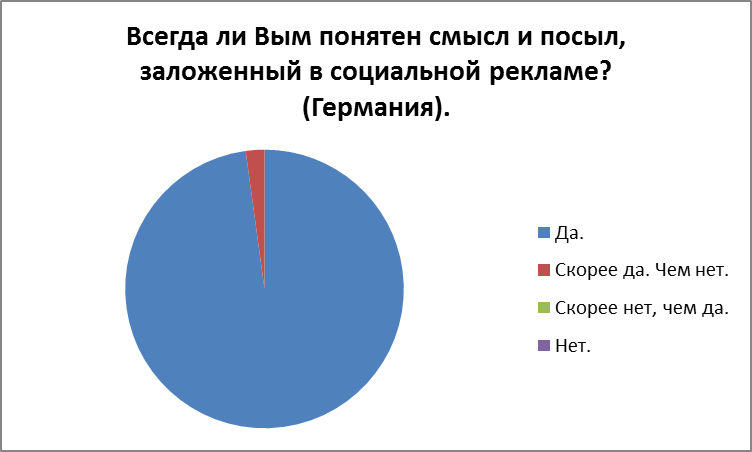 Всегда ли Вым понятен смысл и посыл,
заложенный в социальной рекламе?
(Германия).
Да.
Скорее да. Чем нет.
Скорее нет, чем да.
Нет.